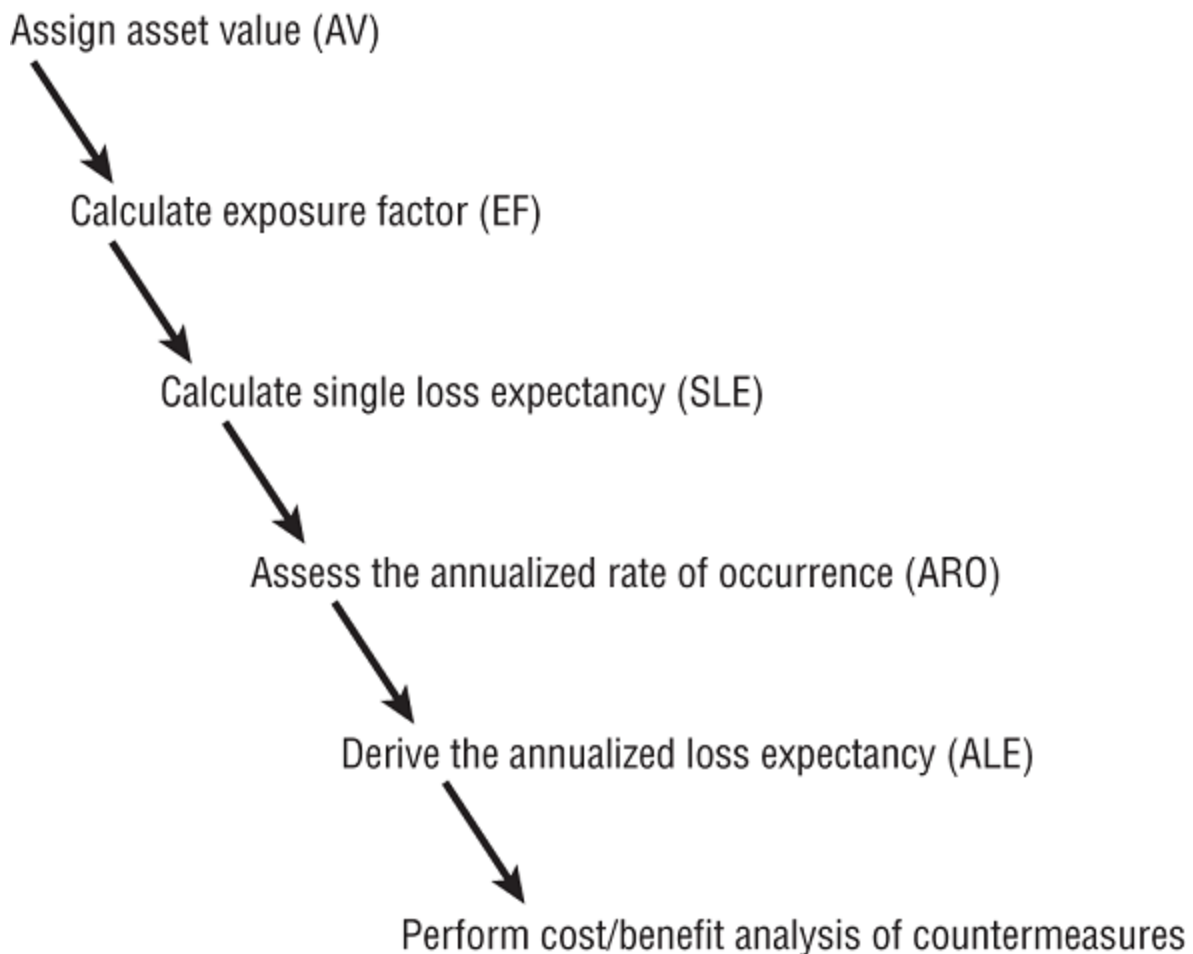 Assign asset value (AV)
Calculate exposure factor (EF)
Calculate single loss expectancy (SLE)
Assess the annualized rate of occurrence (ARO)
Derive the annualized loss expectancy (ALE)
Perform cost/benefit analysis of countermeasures